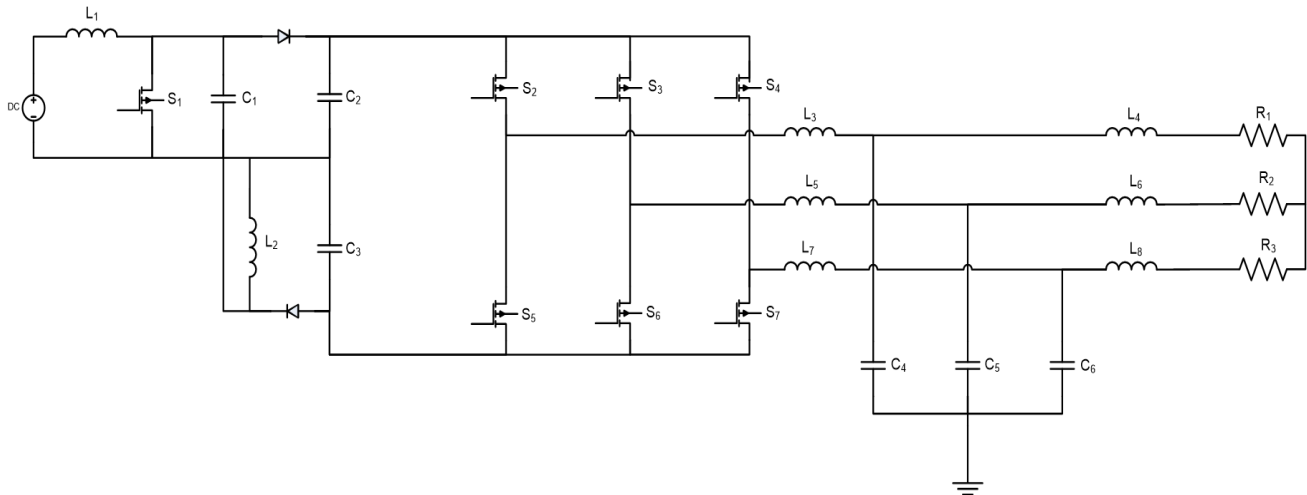 L₁
DC
S₁
C₁
C₂
S₂
S₃
S₄
L₃
L₄
R₁
L₅
L₆
R₂
L₂
C₃
L₇
L₈
R₃
S₅
S₆
S₇
C₄
C₅
C₆